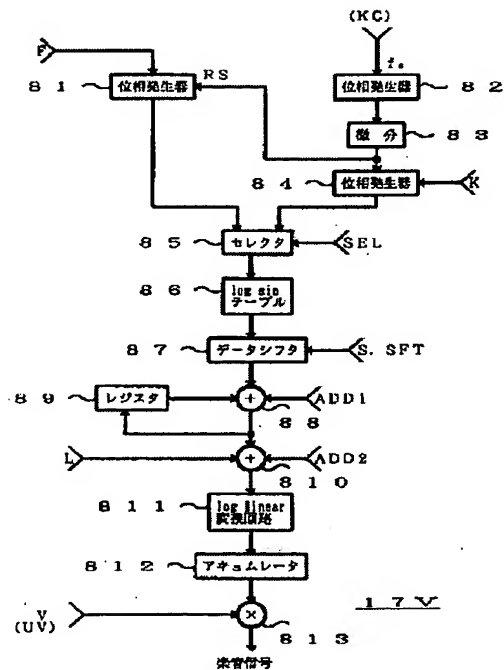 (KC)
F
RS
f。
81 位相発生器
位相発生器 82
微分 83
84 位相発生器
K
85 セレクタ
SEL
86 log sin
テーブル
87 データシフタ
S. SFT
89 レジスタ
+
ADD1
88
L
+
ADD2
810
811 log linear
変換回路
812 アキュムレータ
V
(UV)
×
17V
813
楽音信号